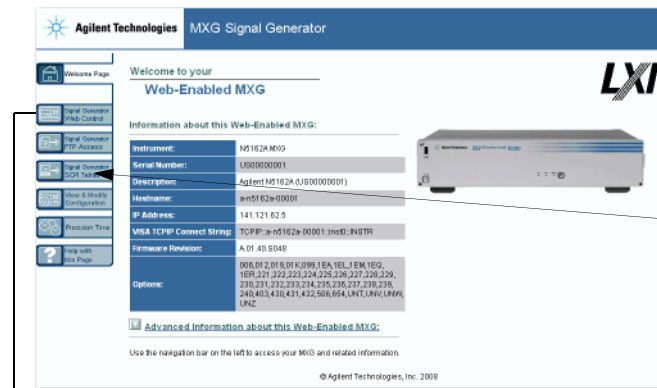 Agilent Technologies MXG Signal Generator
Welcome Page
Signal Generator
Web Control
Signal Generator
FTP Access
Signal Generator
SCPI Telnet
View & Modify
Configuration
Precision Time
Help with
this Page
Welcome to your
Web-Enabled MXG
LXI
Information about this Web-Enabled MXG:
Instrument: N5162A MXG
Serial Number: US00000001
Description: Agilent N5162A (US00000001)
Hostname: a-n5162a-00001
IP Address: 141.121.62.5
VISA TCPIP Connect String: TCPIP::a-n5162a-00001::inst0::INSTR
Firmware Revision: A.01.40.S048
Options:
006,012,019,01K,099,1EA,1EL,1EM,1EQ,
1ER,221,222,223,224,225,226,227,228,229,
230,231,232,233,234,235,236,237,238,239,
240,403,430,431,432,506,654,UNT,UNV,UNW,
UNZ
Advanced Information about this Web-Enabled MXG:
Use the navigation bar on the left to access your MXG and related information.
© Agilent Technologies, Inc. 2008